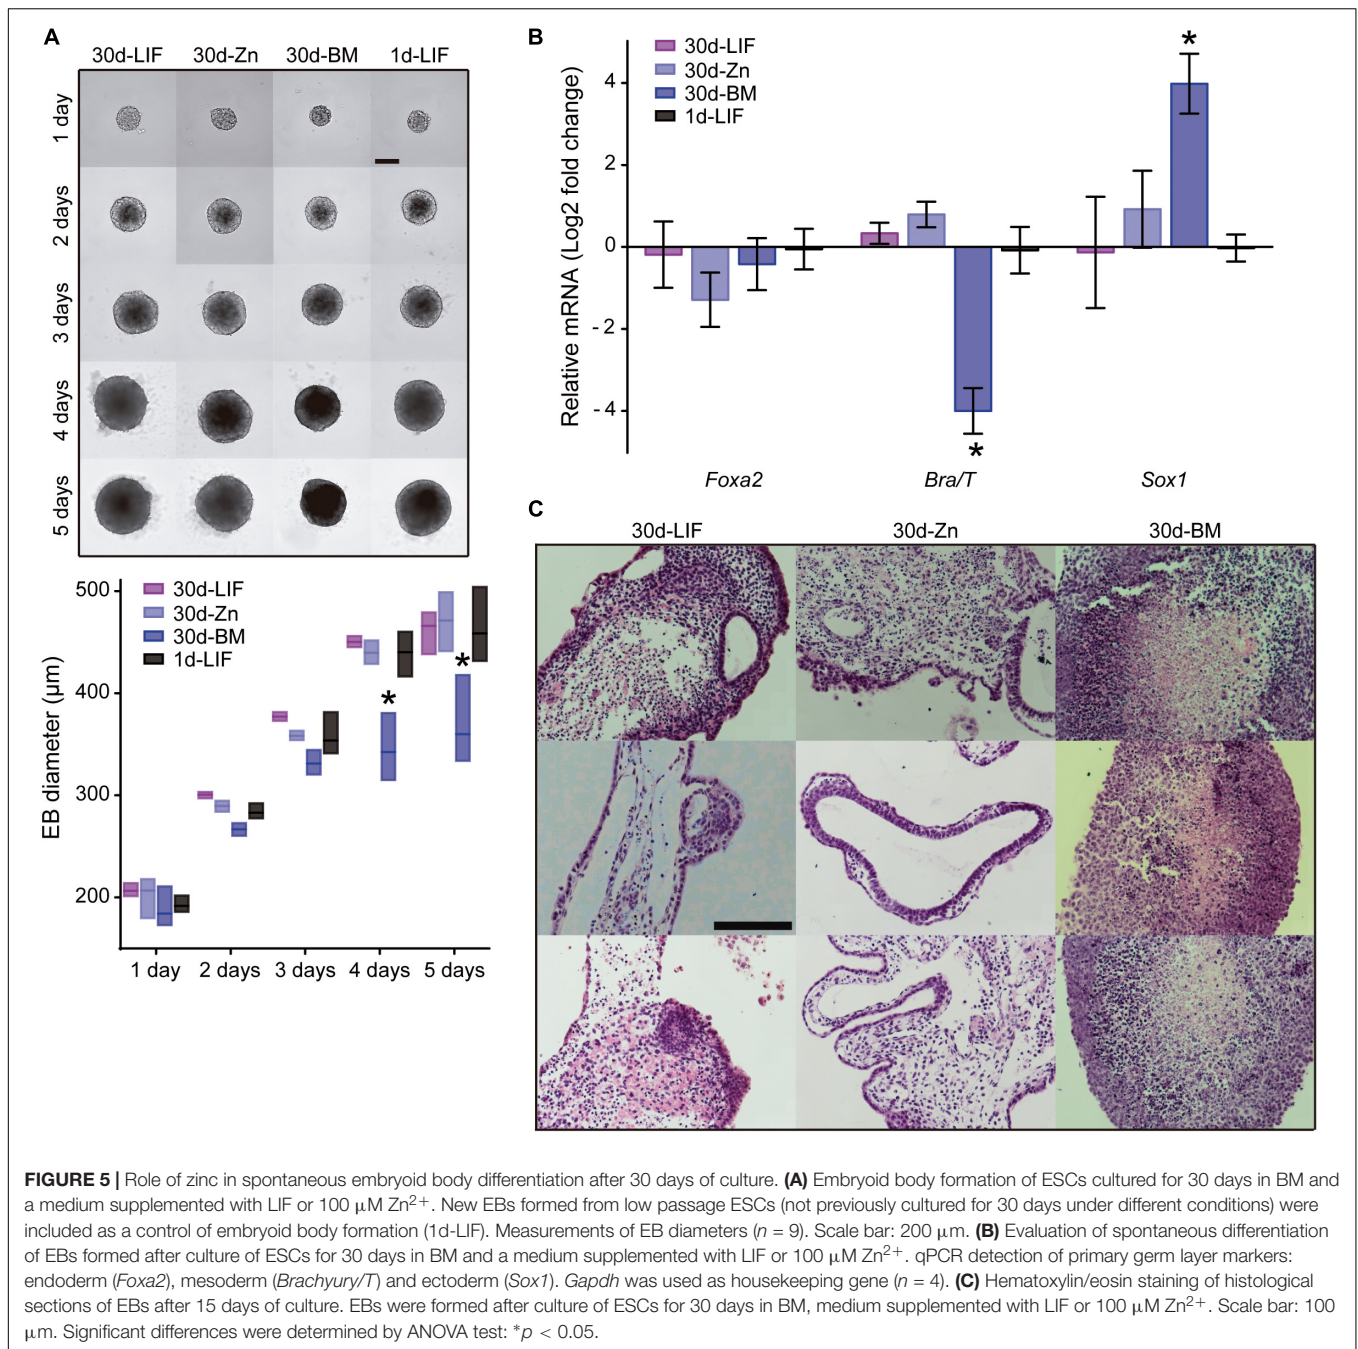 A
30d-LIF 30d-Zn 30d-BM 1d-LIF
1 day
2 days
3 days
4 days
5 days
500
400
300
200
EB diameter (µm)
30d-LIF
30d-Zn
30d-BM
1d-LIF
*
*
1 day 2 days 3 days 4 days 5 days
B
Relative mRNA (Log2 fold change)
4
2
0
-2
-4
30d-LIF
30d-Zn
30d-BM
1d-LIF
*
*
Foxa2 Bra/T Sox1
C
30d-LIF 30d-Zn 30d-BM
FIGURE 5 | Role of zinc in spontaneous embryoid body differentiation after 30 days of culture. (A) Embryoid body formation of ESCs cultured for 30 days in BM and
a medium supplemented with LIF or 100 µM Zn²⁺. New EBs formed from low passage ESCs (not previously cultured for 30 days under different conditions) were
included as a control of embryoid body formation (1d-LIF). Measurements of EB diameters (n = 9). Scale bar: 200 µm. (B) Evaluation of spontaneous differentiation
of EBs formed after culture of ESCs for 30 days in BM and a medium supplemented with LIF or 100 µM Zn²⁺. qPCR detection of primary germ layer markers:
endoderm (Foxa2), mesoderm (Brachyury/T) and ectoderm (Sox1). Gapdh was used as housekeeping gene (n = 4). (C) Hematoxylin/eosin staining of histological
sections of EBs after 15 days of culture. EBs were formed after culture of ESCs for 30 days in BM, medium supplemented with LIF or 100 µM Zn²⁺. Scale bar: 100
µm. Significant differences were determined by ANOVA test: *p < 0.05.